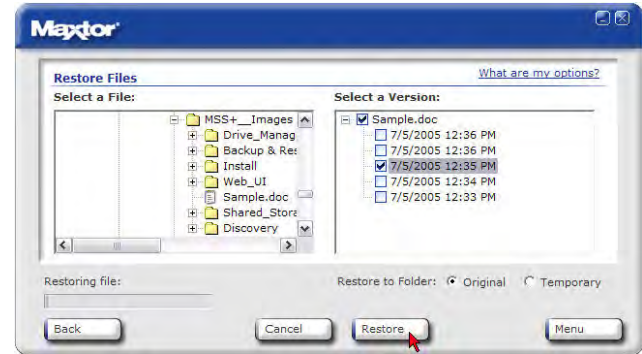 Maxtor
Restore Files
What are my options?
Select a File:
Select a Version:
MSS+__Images
Drive_Manag
Backup & Res
Install
Web_UI
Sample.doc
Shared_Stora
Discovery
Sample.doc
7/5/2005 12:36 PM
7/5/2005 12:36 PM
7/5/2005 12:35 PM
7/5/2005 12:34 PM
7/5/2005 12:33 PM
Restoring file:
Restore to Folder: Original Temporary
Back Cancel Restore Menu